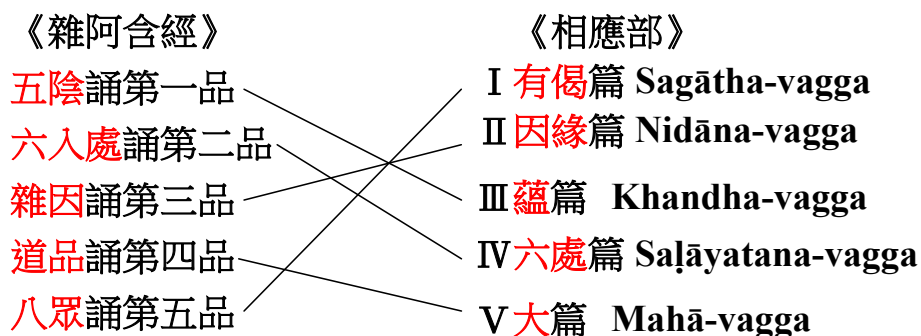 《雜阿含經》
五陰誦第一品
六入處誦第二品
雜因誦第三品
道品誦第四品
八眾誦第五品
《相應部》
Ⅰ有偈篇 Sagātha-vagga
Ⅱ因緣篇 Nidāna-vagga
Ⅲ蘊篇 Khandha-vagga
Ⅳ六處篇 Saḷāyatana-vagga
Ⅴ大篇 Mahā-vagga